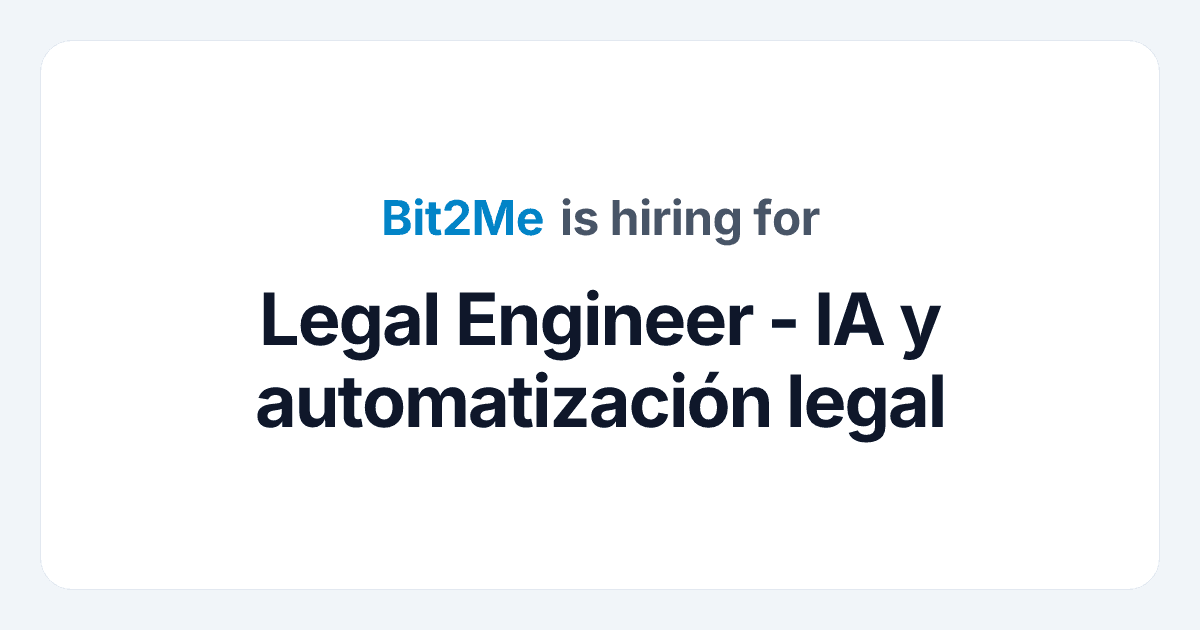 Bit2Me is hiring for
Legal Engineer - IA y
automatización legal